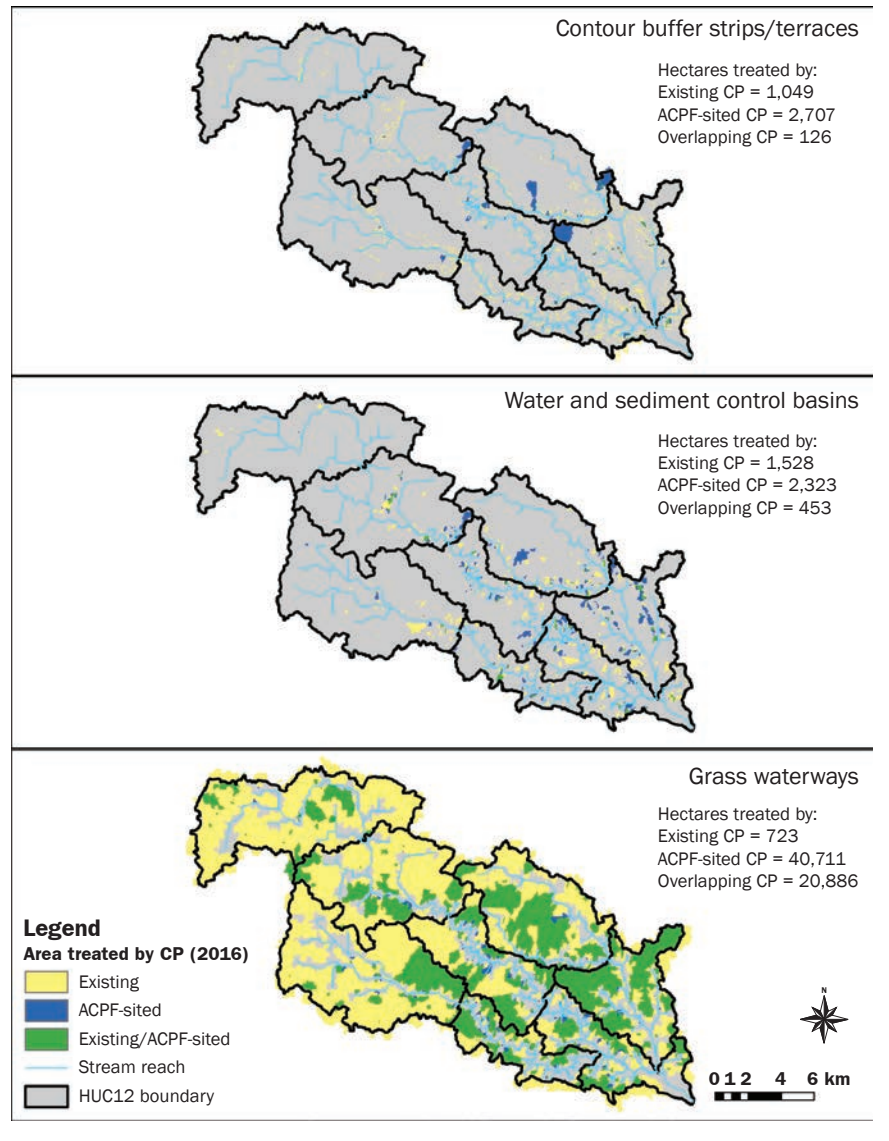 Contour buffer strips/terraces
Hectares treated by:
Existing CP = 1,049
ACPF-sited CP = 2,707
Overlapping CP = 126
Water and sediment control basins
Hectares treated by:
Existing CP = 1,528
ACPF-sited CP = 2,323
Overlapping CP = 453
Grass waterways
Hectares treated by:
Existing CP = 723
ACPF-sited CP = 40,711
Overlapping CP = 20,886
Legend
Area treated by CP (2016)
Existing
ACPF-sited
Existing/ACPF-sited
Stream reach
HUC12 boundary
N
0 1 2 4 6 km